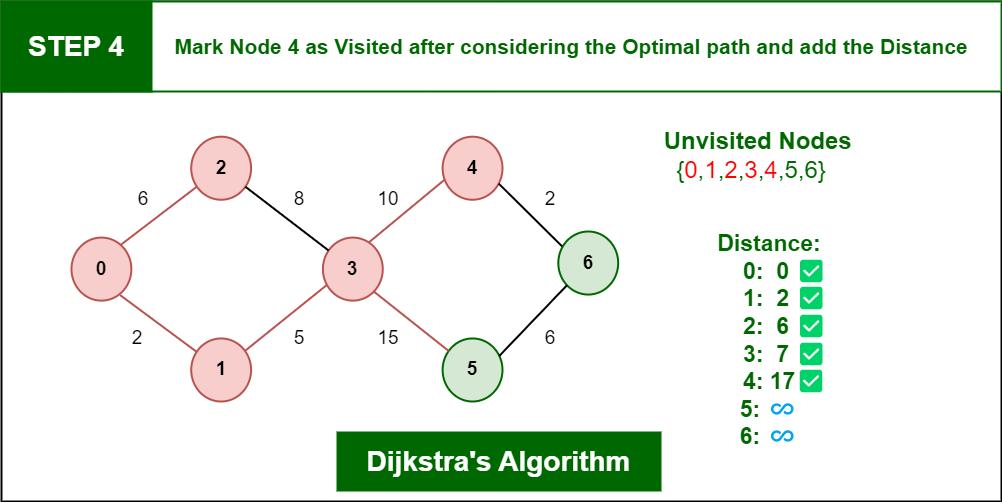 STEP 4
Mark Node 4 as Visited after considering the Optimal path and add the Distance
Unvisited Nodes
{0,1,2,3,4,5,6}
2
4
6
8
10
2
0
3
6
2
5
15
6
1
5
Distance:
0: 0 ✅
1: 2 ✅
2: 6 ✅
3: 7 ✅
4: 17 ✅
5: ∞
6: ∞
Dijkstra's Algorithm